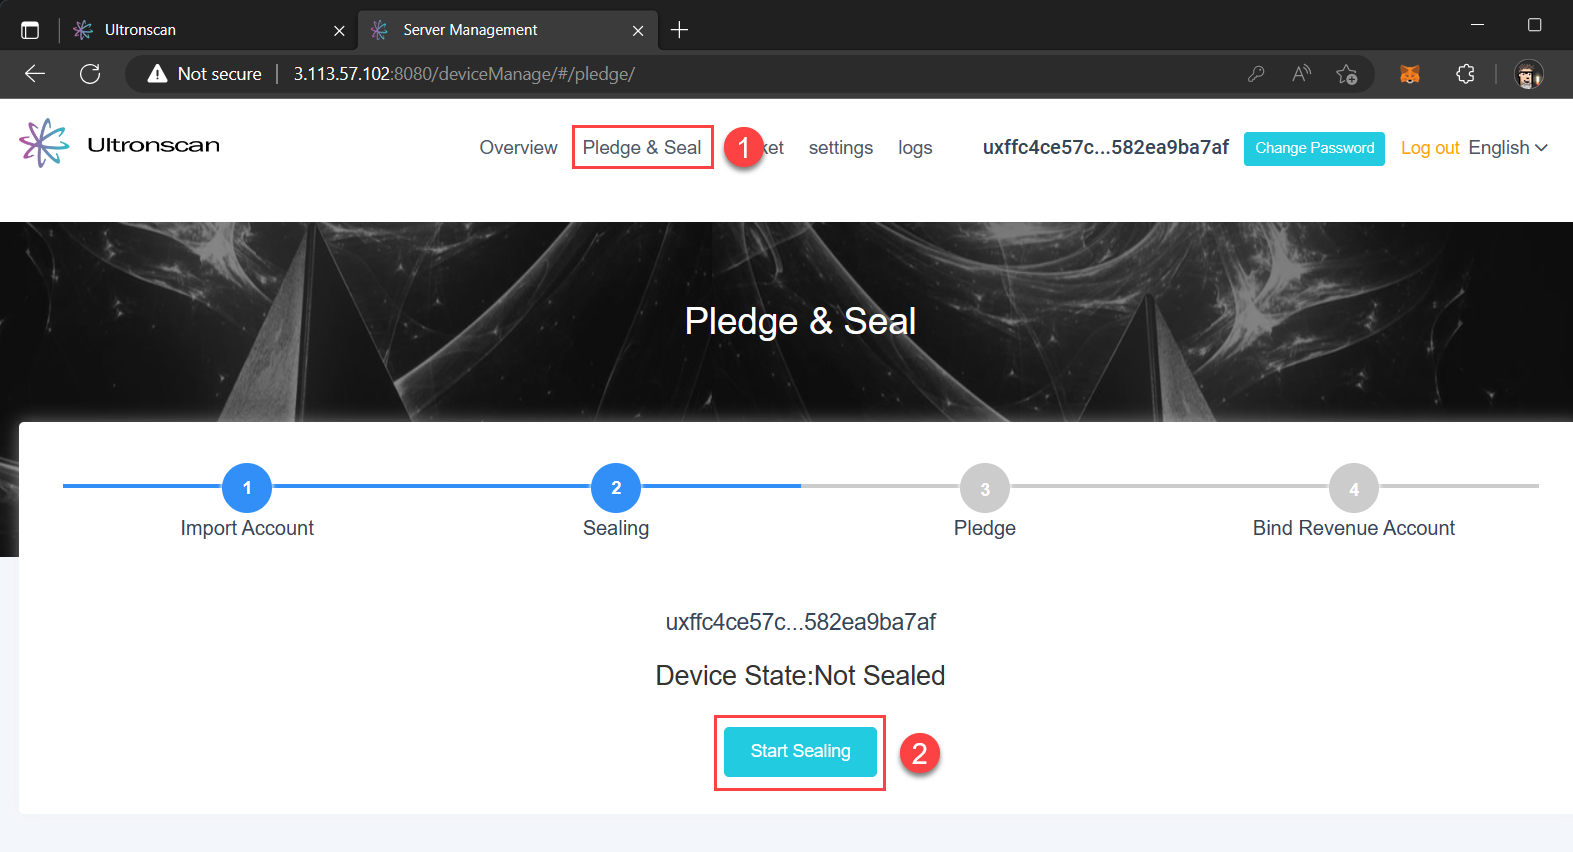 Ultronscan
Server Management
Not secure
3.113.57.102:8080/deviceManage/#/pledge/
Ultronscan
Overview
Pledge & Seal
1
ket
settings
logs
uxffc4ce57c...582ea9ba7af
Change Password
Log out
English
Pledge & Seal
1
2
3
4
Import Account
Sealing
Pledge
Bind Revenue Account
uxffc4ce57c...582ea9ba7af
Device State:Not Sealed
Start Sealing
2